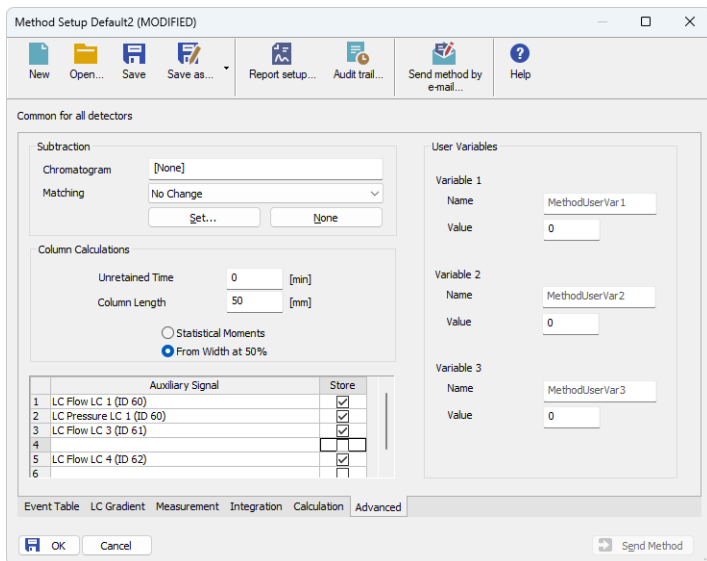 Method Setup Default2 (MODIFIED)
New Open... Save Save as... Report setup... Audit trail... Send method by e-mail... Help
Common for all detectors
Subtraction
Chromatogram [None]
Matching No Change
Set... None
Column Calculations
Unretained Time 0 [min]
Column Length 50 [mm]
Statistical Moments
From Width at 50%
Auxiliary Signal Store
1 LC Flow LC 1 (ID 60)
2 LC Pressure LC 1 (ID 60)
3 LC Flow LC 3 (ID 61)
4
5 LC Flow LC 4 (ID 62)
6
User Variables
Variable 1
Name MethodUserVar1
Value 0
Variable 2
Name MethodUserVar2
Value 0
Variable 3
Name MethodUserVar3
Value 0
Event Table LC Gradient Measurement Integration Calculation Advanced
OK Cancel Send Method